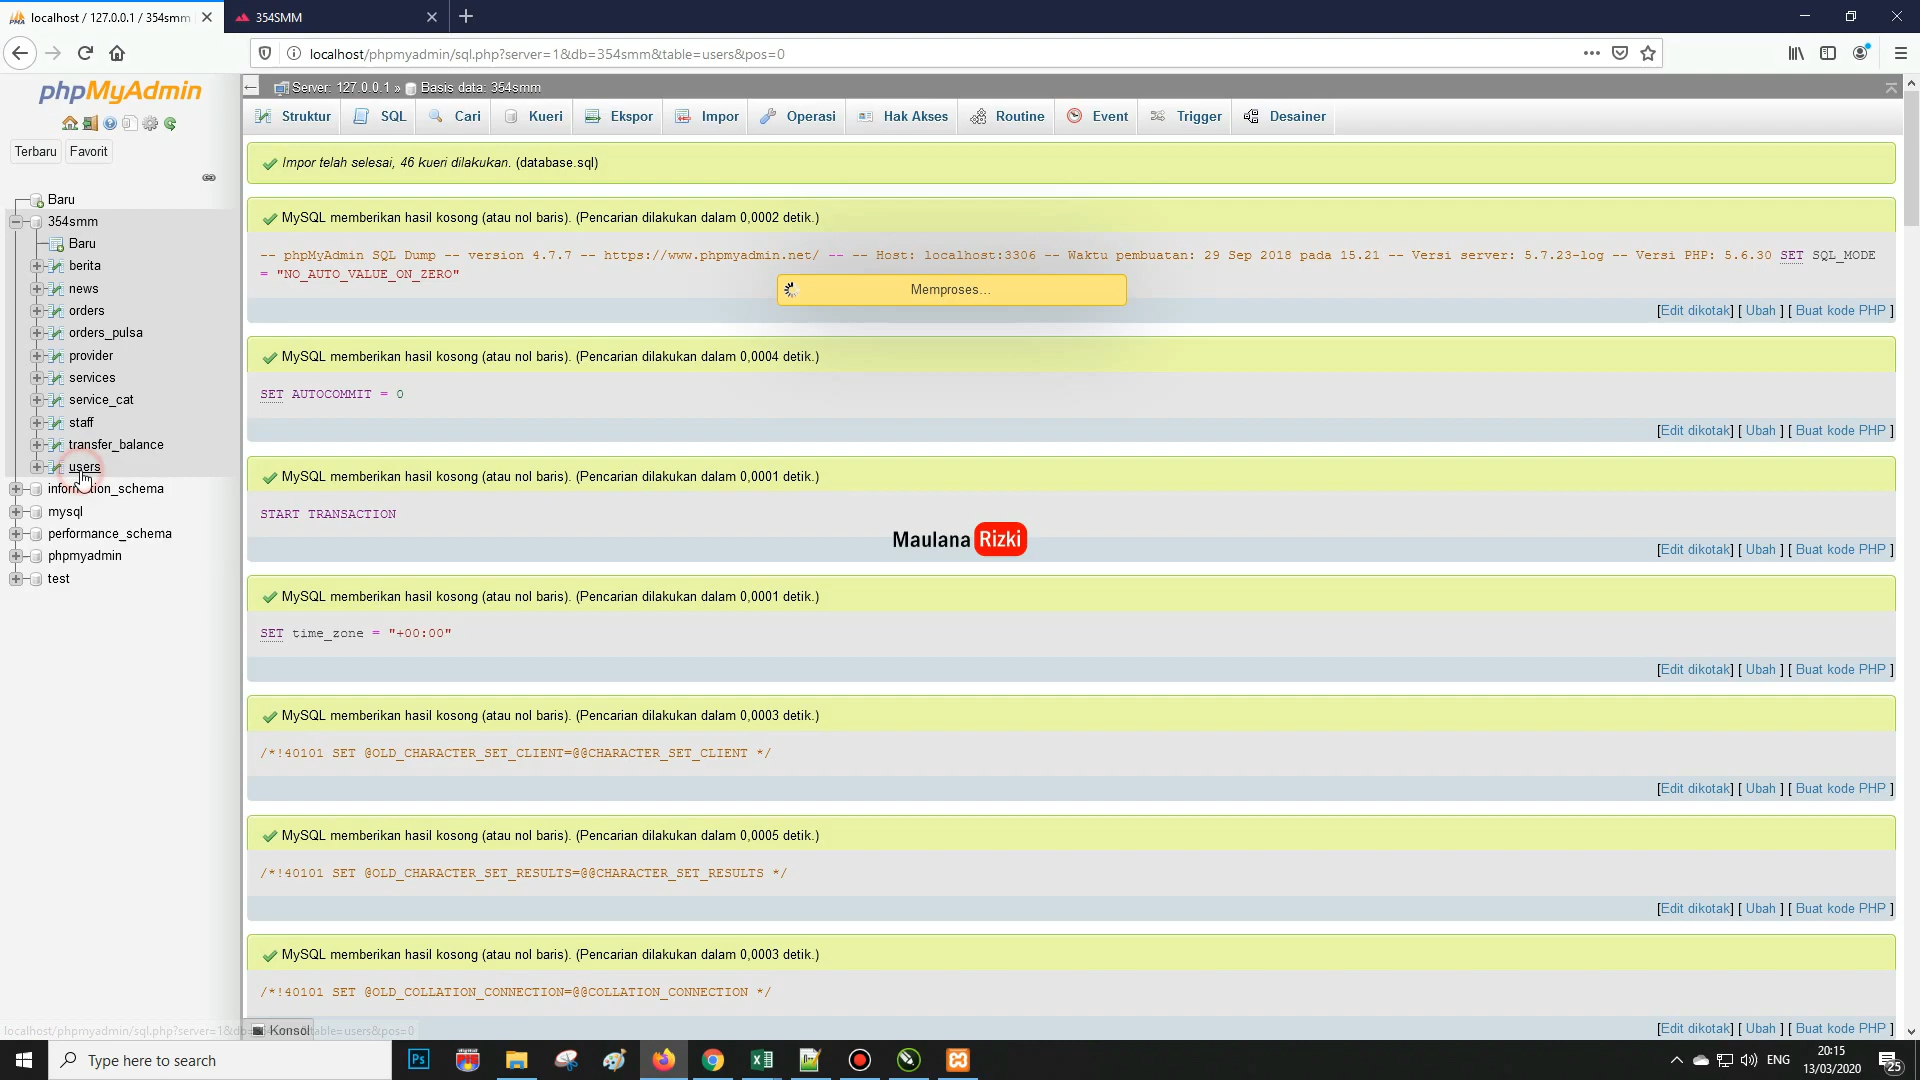 localhost / 127.0.0.1 / 354smm
354SMM
localhost/phpmyadmin/sql.php?server=1&db=354smm&table=users&pos=0
phpMyAdmin
Terbaru Favorit
Baru
354smm
Baru
berita
news
orders
orders_pulsa
provider
services
service_cat
staff
transfer_balance
users
information_schema
mysql
performance_schema
phpmyadmin
test
Server: 127.0.0.1 » Basis data: 354smm
Struktur SQL Cari Kueri Ekspor Impor Operasi Hak Akses Routine Event Trigger Desainer
Impor telah selesai, 46 kueri dilakukan. (database.sql)
MySQL memberikan hasil kosong (atau nol baris). (Pencarian dilakukan dalam 0,0002 detik.)
-- phpMyAdmin SQL Dump -- version 4.7.7 -- https://www.phpmyadmin.net/ -- -- Host: localhost:3306 -- Waktu pembuatan: 29 Sep 2018 pada 15.21 -- Versi server: 5.7.23-log -- Versi PHP: 5.6.30 SET SQL_MODE
= "NO_AUTO_VALUE_ON_ZERO"
Memproses...
[Edit dikotak] [ Ubah ] [ Buat kode PHP ]
MySQL memberikan hasil kosong (atau nol baris). (Pencarian dilakukan dalam 0,0004 detik.)
SET AUTOCOMMIT = 0
[Edit dikotak] [ Ubah ] [ Buat kode PHP ]
MySQL memberikan hasil kosong (atau nol baris). (Pencarian dilakukan dalam 0,0001 detik.)
START TRANSACTION
Maulana Rizki
[Edit dikotak] [ Ubah ] [ Buat kode PHP ]
MySQL memberikan hasil kosong (atau nol baris). (Pencarian dilakukan dalam 0,0001 detik.)
SET time_zone = "+00:00"
[Edit dikotak] [ Ubah ] [ Buat kode PHP ]
MySQL memberikan hasil kosong (atau nol baris). (Pencarian dilakukan dalam 0,0003 detik.)
/*!40101 SET @OLD_CHARACTER_SET_CLIENT=@@CHARACTER_SET_CLIENT */
[Edit dikotak] [ Ubah ] [ Buat kode PHP ]
MySQL memberikan hasil kosong (atau nol baris). (Pencarian dilakukan dalam 0,0005 detik.)
/*!40101 SET @OLD_CHARACTER_SET_RESULTS=@@CHARACTER_SET_RESULTS */
[Edit dikotak] [ Ubah ] [ Buat kode PHP ]
MySQL memberikan hasil kosong (atau nol baris). (Pencarian dilakukan dalam 0,0003 detik.)
/*!40101 SET @OLD_COLLATION_CONNECTION=@@COLLATION_CONNECTION */
[Edit dikotak] [ Ubah ] [ Buat kode PHP ]
localhost/phpmyadmin/sql.php?server=1&db table=users&pos=0
Konsol
Type here to search
ENG
20:15
13/03/2020
25